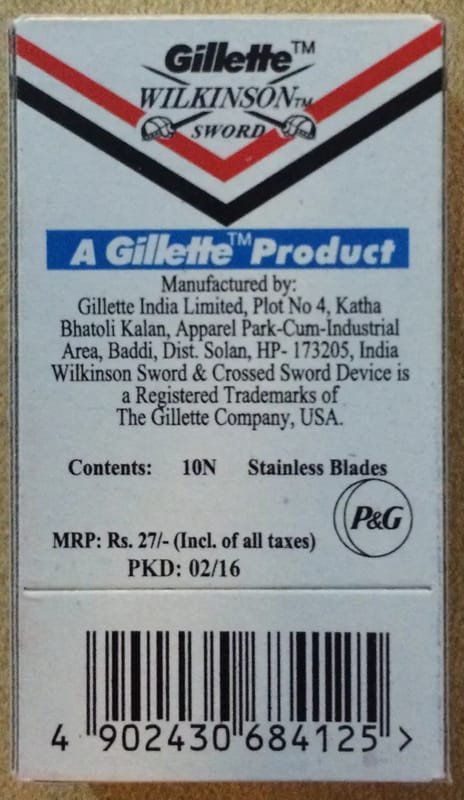 Gillette™
WILKINSON™
SWORD
A Gillette™ Product
Manufactured by:
Gillette India Limited, Plot No 4, Katha
Bhatoli Kalan, Apparel Park-Cum-Industrial
Area, Baddi, Dist. Solan, HP- 173205, India
Wilkinson Sword & Crossed Sword Device is
a Registered Trademarks of
The Gillette Company, USA.
Contents: 10N Stainless Blades
P&G
MRP: Rs. 27/- (Incl. of all taxes)
PKD: 02/16
4 902430 684125 >